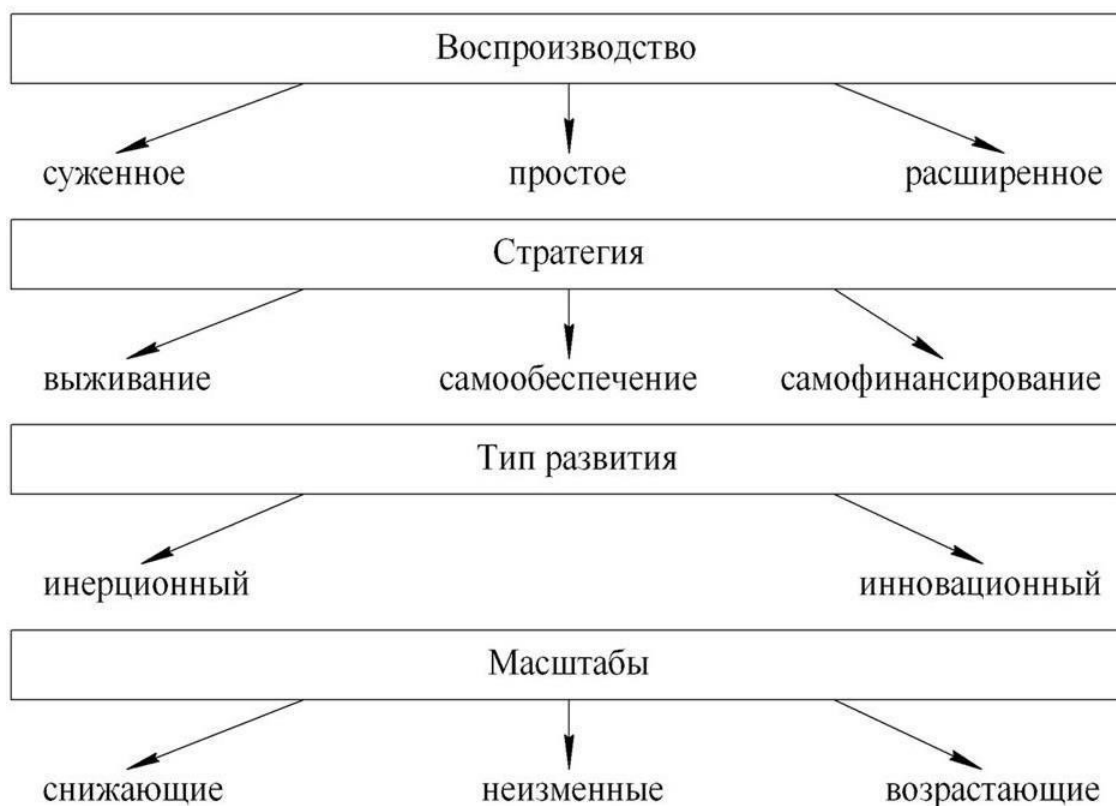 Воспроизводство
суженное простое расширенное
Стратегия
выживание самообеспечение самофинансирование
Тип развития
инерционный инновационный
Масштабы
снижающие неизменные возрастающие